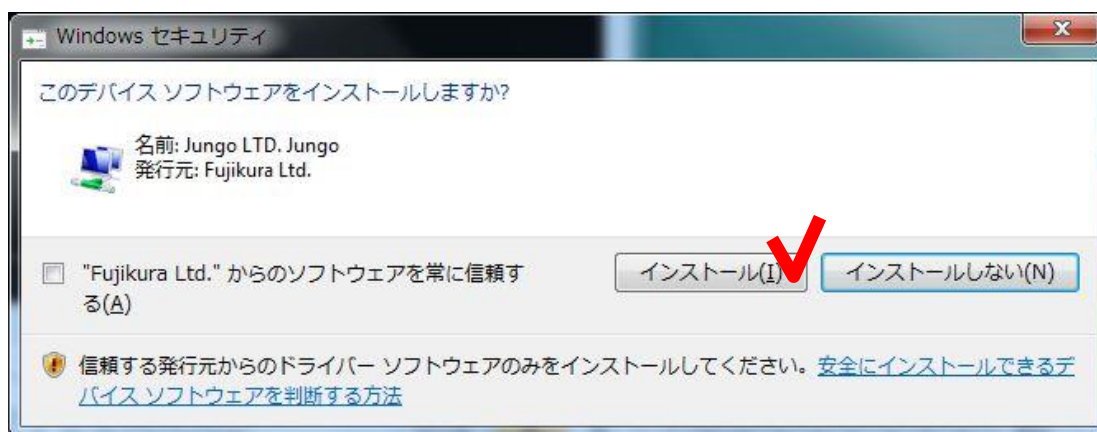 Windows セキュリティ
このデバイス ソフトウェアをインストールしますか?
名前: Jungo LTD. Jungo
発行元: Fujikura Ltd.
"Fujikura Ltd." からのソフトウェアを常に信頼す
る(A)
インストール(I)
インストールしない(N)
信頼する発行元からのドライバー ソフトウェアのみをインストールしてください。安全にインストールできるデ
バイス ソフトウェアを判断する方法